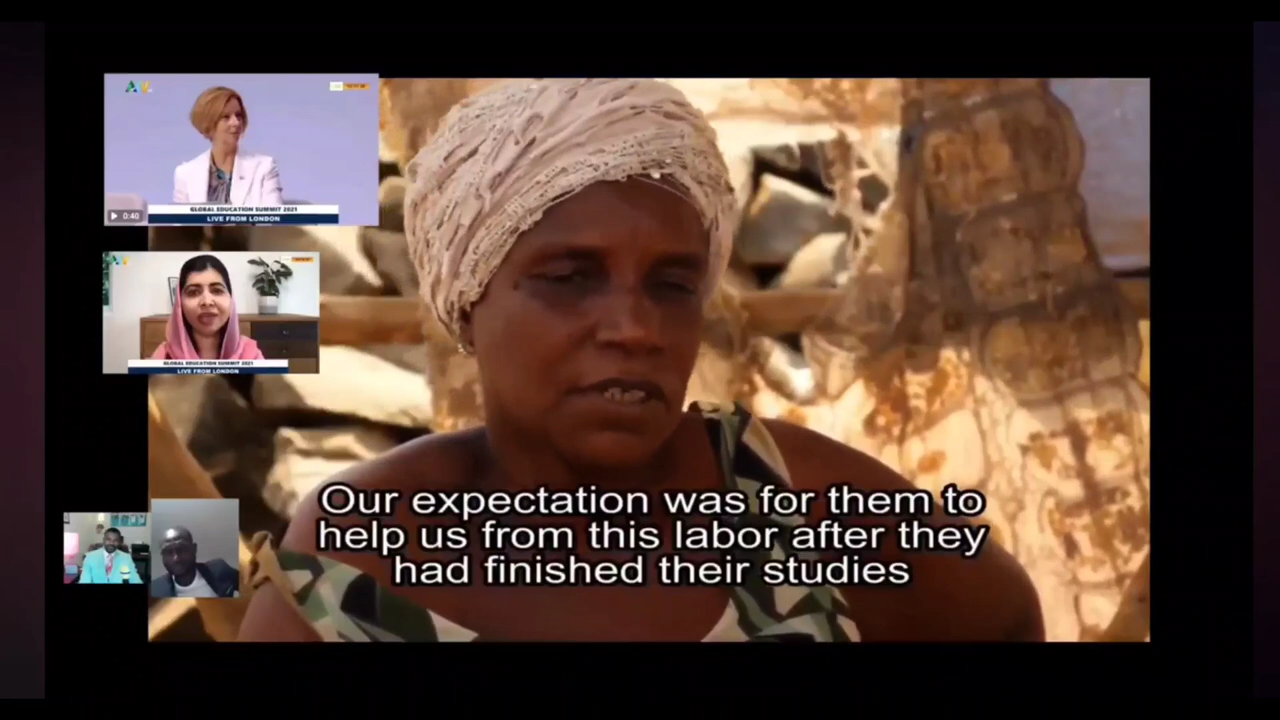 GLOBAL EDUCATION SUMMIT 2021
LIVE FROM LONDON
0:40
GLOBAL EDUCATION SUMMIT 2021
LIVE FROM LONDON
Our expectation was for them to
help us from this labor after they
had finished their studies